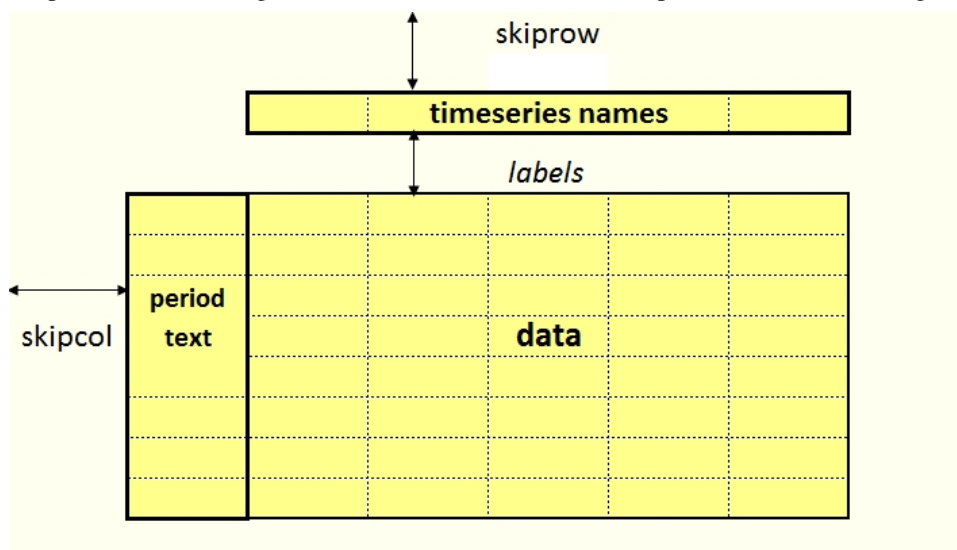 skiprow
timeseries names
labels
period
text
skipcol
data